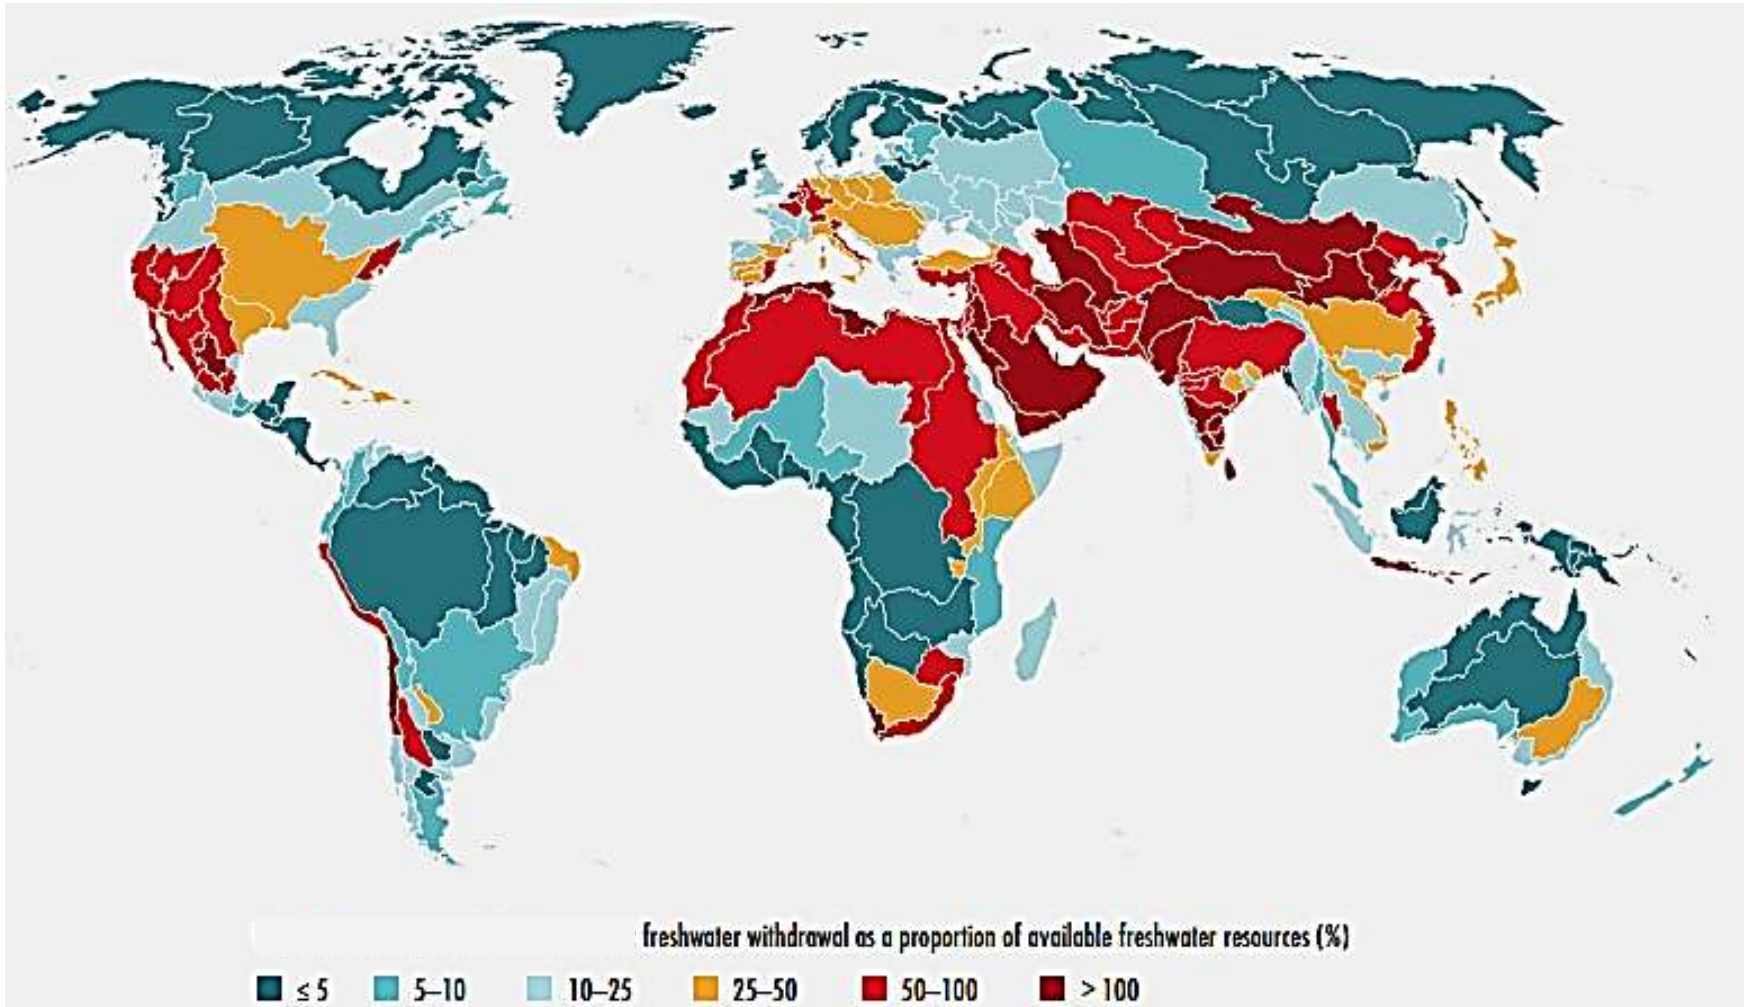 freshwater withdrawal as a proportion of available freshwater resources (%)
≤ 5 5–10 10–25 25–50 50–100 > 100